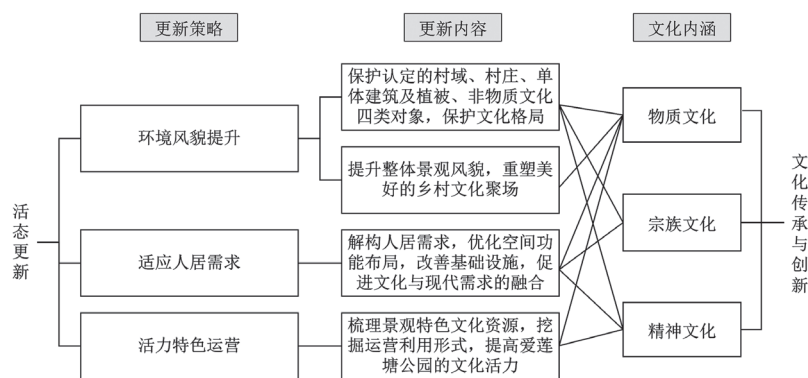 更新策略
更新内容
文化内涵
活态更新
环境风貌提升
适应人居需求
活力特色运营
保护认定的村域、村庄、单
体建筑及植被、非物质文化
四类对象，保护文化格局
提升整体景观风貌，重塑美
好的乡村文化聚场
解构人居需求，优化空间功
能布局，改善基础设施，促
进文化与现代需求的融合
梳理景观特色文化资源，挖
掘运营利用形式，提高爱莲
塘公园的文化活力
物质文化
宗族文化
精神文化
文化传承与创新